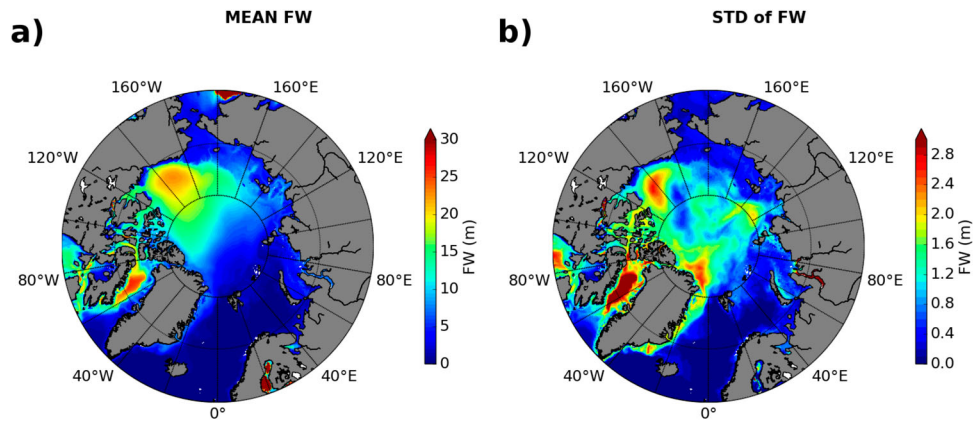 a)
MEAN FW
160°W
160°E
120°W
120°E
80°W
80°E
40°W
40°E
0°
30
25
20
15
10
5
0
FW (m)
b)
STD of FW
160°W
160°E
120°W
120°E
80°W
80°E
40°W
40°E
0°
2.8
2.4
2.0
1.6
1.2
0.8
0.4
0.0
FW (m)